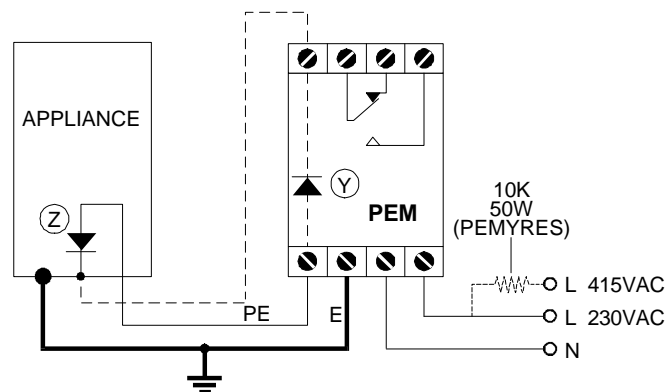 APPLIANCE
Z
Y
PEM
10K
50W
(PEMYRES)
PE
E
L 415VAC
L 230VAC
N